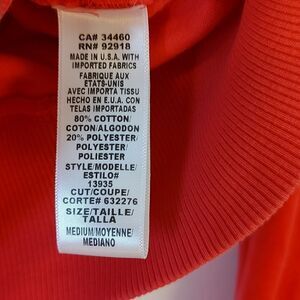 CA# 34460
RN# 92918
MADE IN U.S.A. WITH
IMPORTED FABRICS
FABRIQUE AUX
ETATS-UNIS
AVEC IMPORTA TISSU
HECHO EN E.U.A. CON
TELAS IMPORTADAS
80% COTTON/
COTON/ALGODON
20% POLYESTER/
POLYESTER/
POLIESTER
STYLE/MODELLE/
ESTILO#
13935
CUT/COUPE/
CORTE# 632276
SIZE/TAILLE/
TALLA
MEDIUM/MOYENNE/
MEDIANO